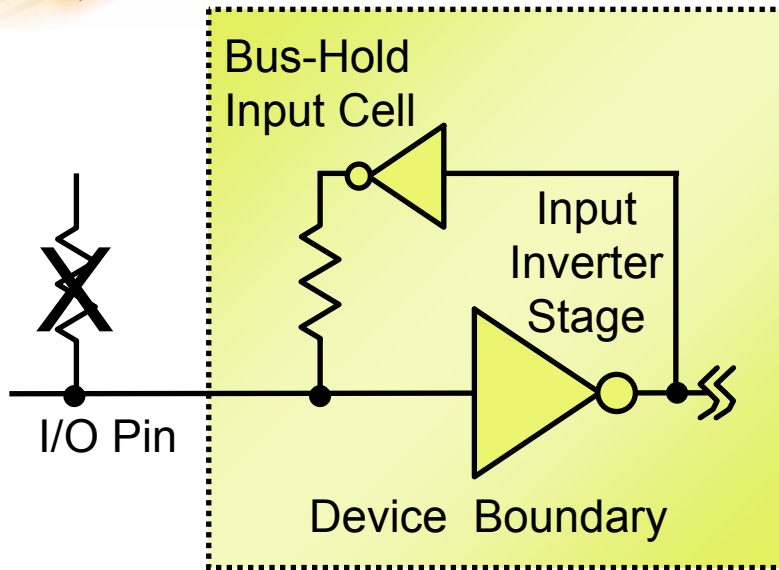 Bus-Hold
Input Cell
Input
Inverter
Stage
I/O Pin
Device Boundary